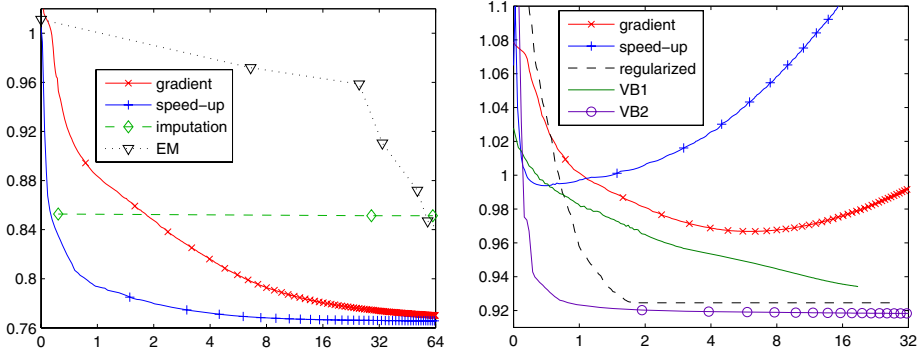 1
0.96
0.92
0.88
0.84
0.8
0.76
0 1 2 4 8 16 32 64
gradient
speed-up
imputation
EM
1.1
1.08
1.06
1.04
1.02
1
0.98
0.96
0.94
0.92
0 1 2 4 8 16 32
gradient
speed-up
regularized
VB1
VB2